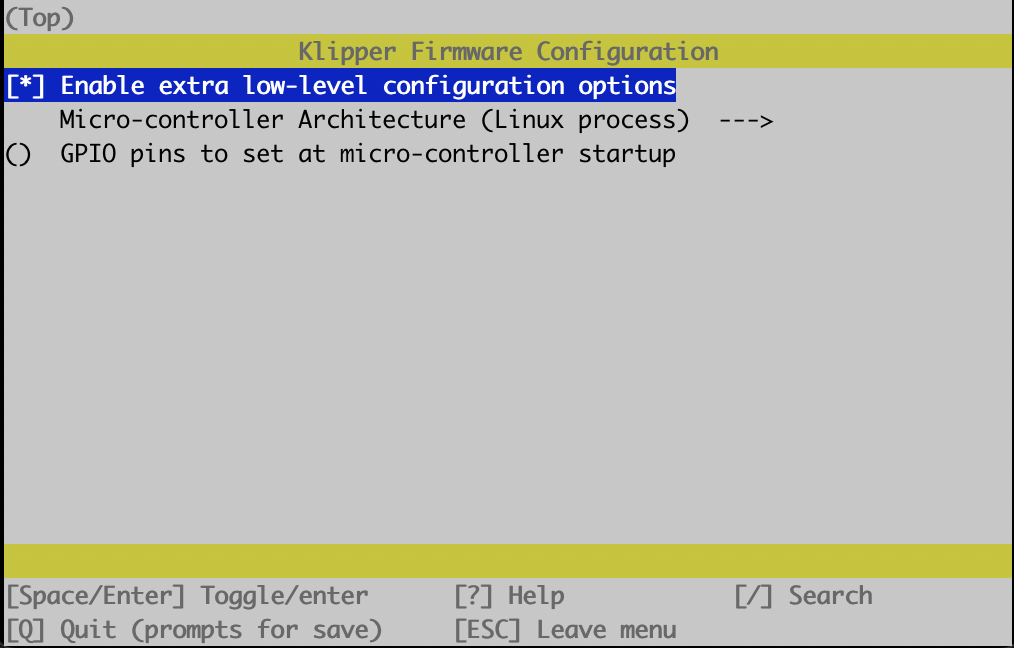 (Top)
Klipper Firmware Configuration
[*] Enable extra low-level configuration options
Micro-controller Architecture (Linux process)  --->
()  GPIO pins to set at micro-controller startup
[Space/Enter] Toggle/enter      [?] Help            [/] Search
[Q] Quit (prompts for save)     [ESC] Leave menu